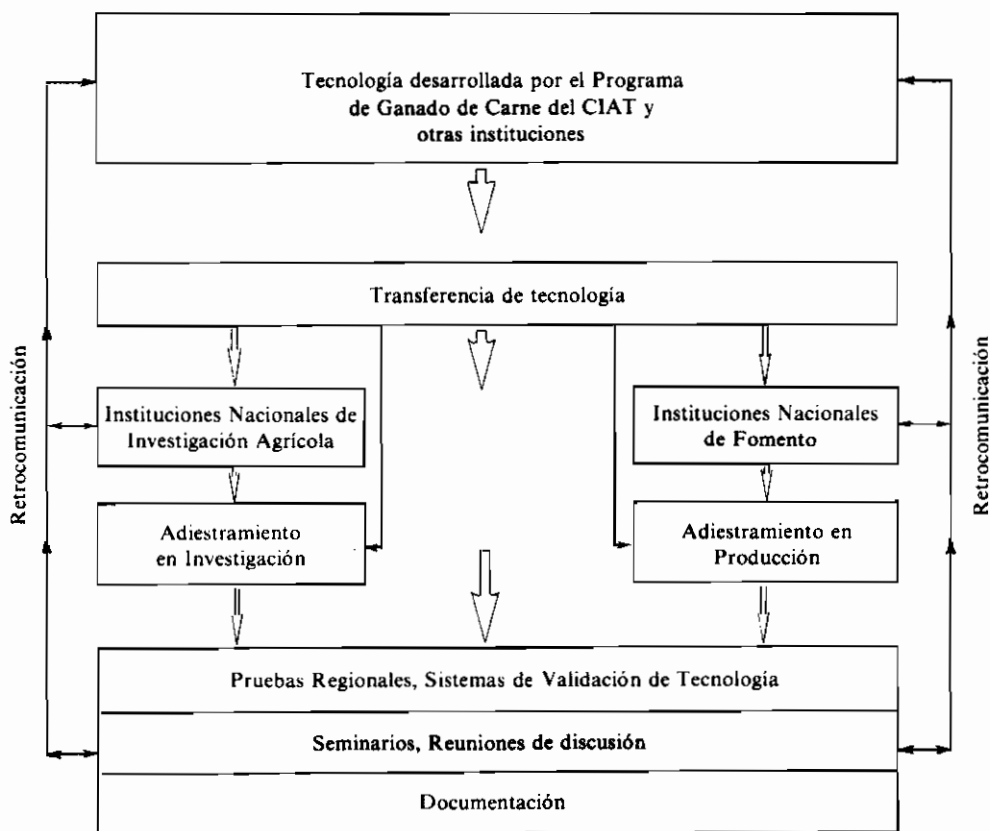 Tecnología desarrollada por el Programa
de Ganado de Carne del CIAT y
otras instituciones
Transferencia de tecnología
Retrocomunicación
Instituciones Nacionales de
Investigación Agrícola
Instituciones Nacionales
de Fomento
Retrocomunicación
Adiestramiento
en Investigación
Adiestramiento en
Producción
Pruebas Regionales, Sistemas de Validación de Tecnología
Seminarios, Reuniones de discusión
Documentación